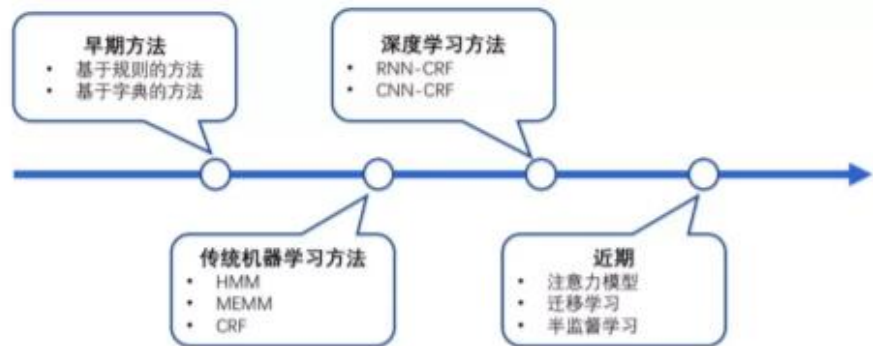 早期方法
• 基于规则的方法
• 基于字典的方法
深度学习方法
• RNN-CRF
• CNN-CRF
传统机器学习方法
• HMM
• MEMM
• CRF
近期
• 注意力模型
• 迁移学习
• 半监督学习